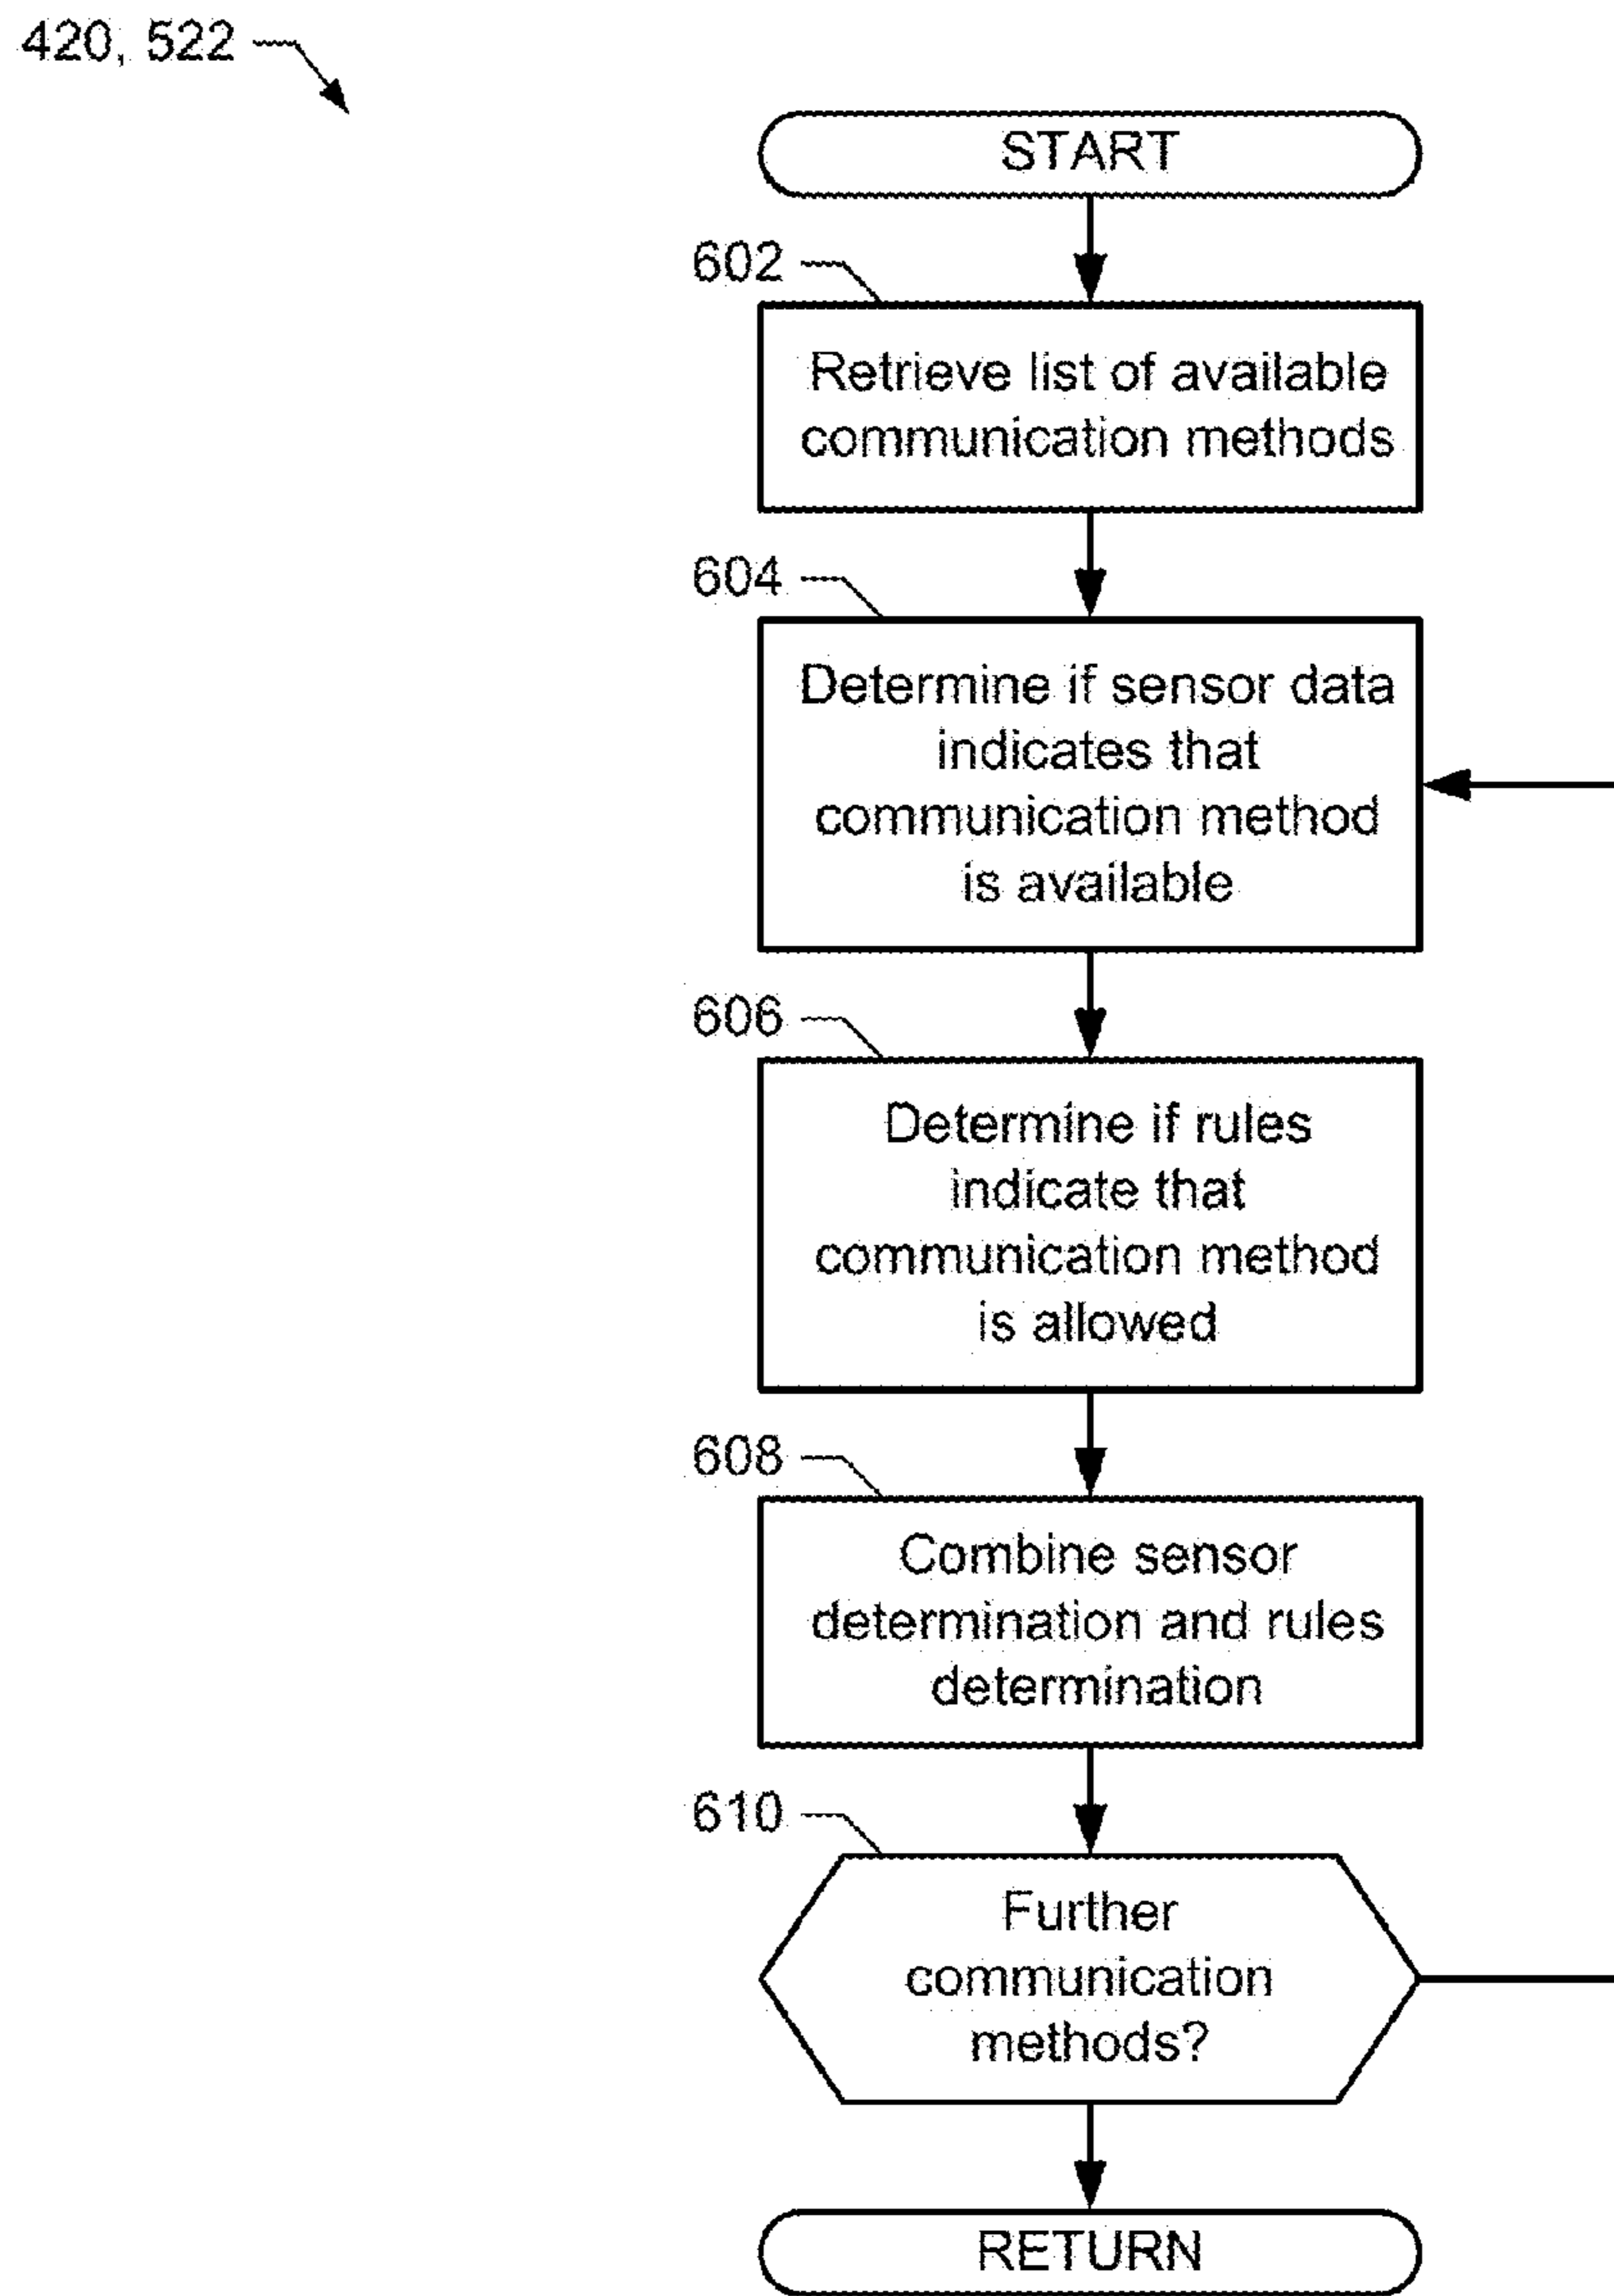 420, 522
START
602
Retrieve list of available
communication methods
604
Determine if sensor data
indicates that
communication method
is available
606
Determine if rules
indicate that
communication method
is allowed
608
Combine sensor
determination and rules
determination
610
Further
communication
methods?
RETURN